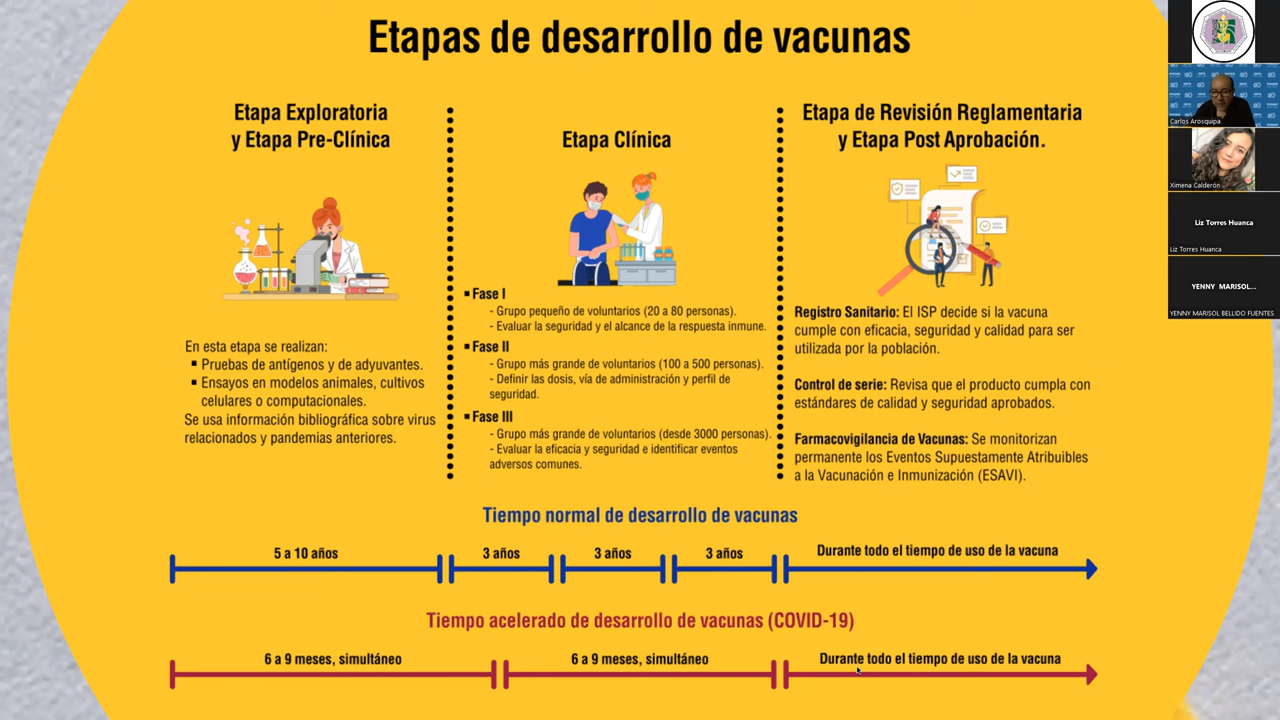 Etapas de desarrollo de vacunas
Etapa Exploratoria
y Etapa Pre-Clínica
En esta etapa se realizan:
▪ Pruebas de antígenos y de adyuvantes.
▪ Ensayos en modelos animales, cultivos
celulares o computacionales.
Se usa información bibliográfica sobre virus
relacionados y pandemias anteriores.
Etapa Clínica
▪ Fase I
- Grupo pequeño de voluntarios (20 a 80 personas).
- Evaluar la seguridad y el alcance de la respuesta inmune.
▪ Fase II
- Grupo más grande de voluntarios (100 a 500 personas).
- Definir las dosis, vía de administración y perfil de
seguridad.
▪ Fase III
- Grupo más grande de voluntarios (desde 3000 personas).
- Evaluar la eficacia y seguridad e identificar eventos
adversos comunes.
Etapa de Revisión Reglamentaria
y Etapa Post Aprobación.
Registro Sanitario: El ISP decide si la vacuna
cumple con eficacia, seguridad y calidad para ser
utilizada por la población.
Control de serie: Revisa que el producto cumpla con
estándares de calidad y seguridad aprobados.
Farmacovigilancia de Vacunas: Se monitorizan
permanente los Eventos Supuestamente Atribuibles
a la Vacunación e Inmunización (ESAVI).
Tiempo normal de desarrollo de vacunas
5 a 10 años
3 años
3 años
3 años
Durante todo el tiempo de uso de la vacuna
Tiempo acelerado de desarrollo de vacunas (COVID-19)
6 a 9 meses, simultáneo
6 a 9 meses, simultáneo
Durante todo el tiempo de uso de la vacuna
Carlos Arosquipa
Ximena Calderón
Liz Torres Huanca
Liz Torres Huanca
YENNY MARISOL...
YENNY MARISOL BELLIDO FUENTES